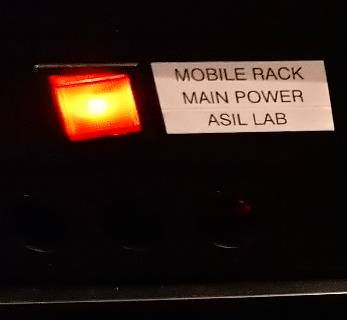 MOBILE RACK
MAIN POWER
ASIL LAB